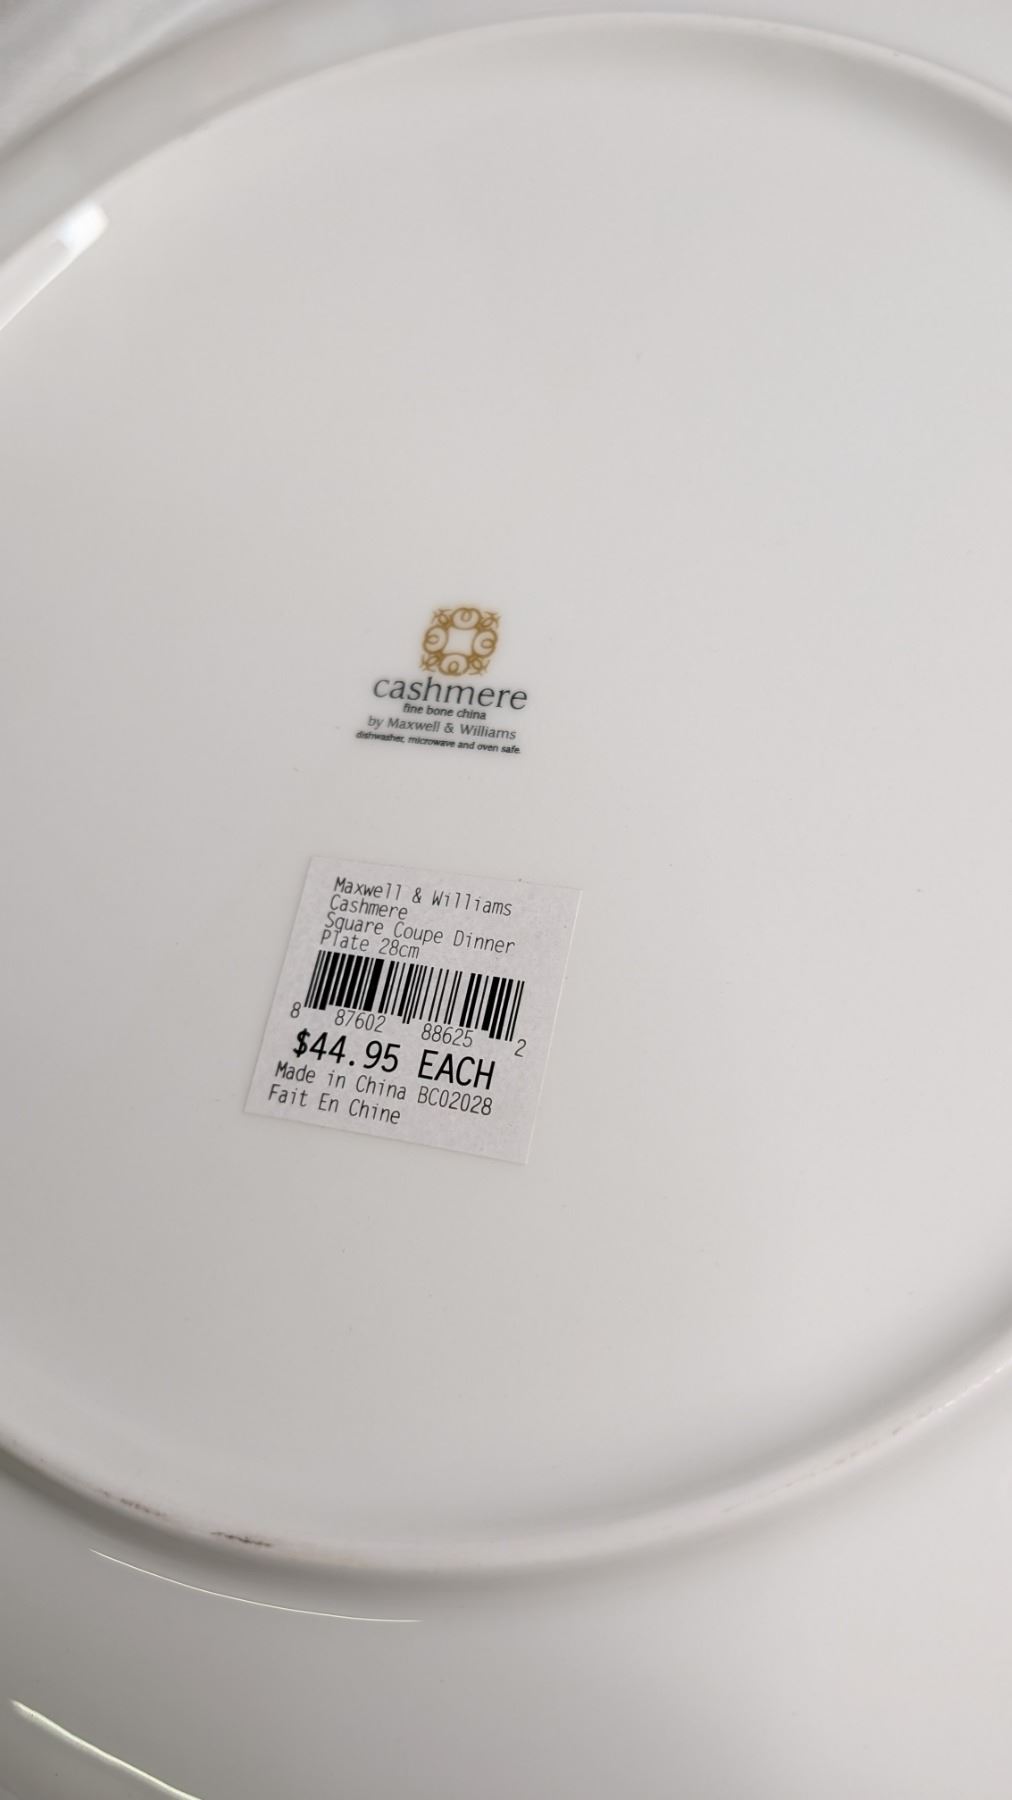 cashmere
fine bone china
by Maxwell & Williams
dishwasher, microwave and oven safe.
Maxwell & Williams
Cashmere
Square Coupe Dinner
Plate 28cm
8 87602 88625 2
$44.95 EACH
Made in China BC02028
Fait En Chine